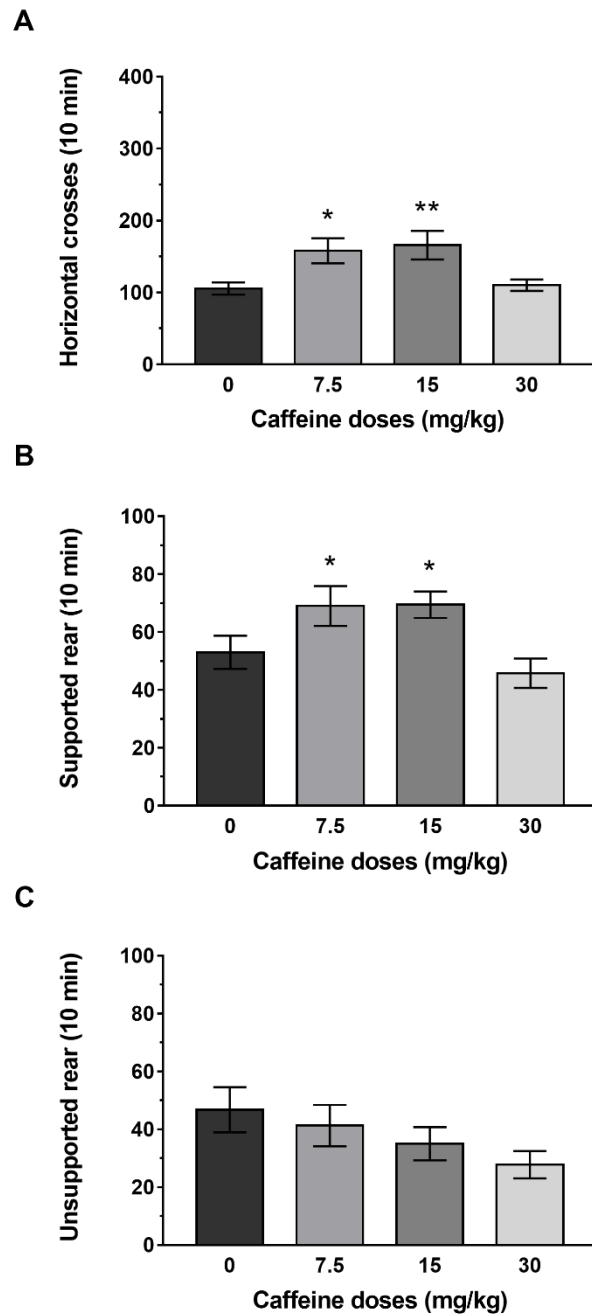 A
Horizontal crosses (10 min)
400
300
200
100
0
* **
0 7.5 15 30
Caffeine doses (mg/kg)
B
Supported rear (10 min)
100
80
60
40
20
0
* *
0 7.5 15 30
Caffeine doses (mg/kg)
C
Unsupported rear (10 min)
100
80
60
40
20
0
0 7.5 15 30
Caffeine doses (mg/kg)